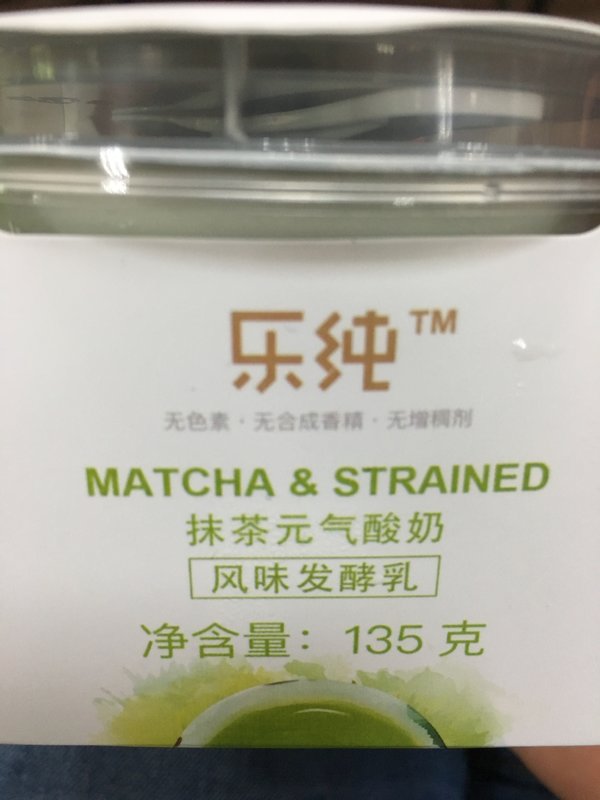 乐纯™
无色素·无合成香精·无增稠剂
MATCHA & STRAINED
抹茶元气酸奶
风味发酵乳
净含量：135 克